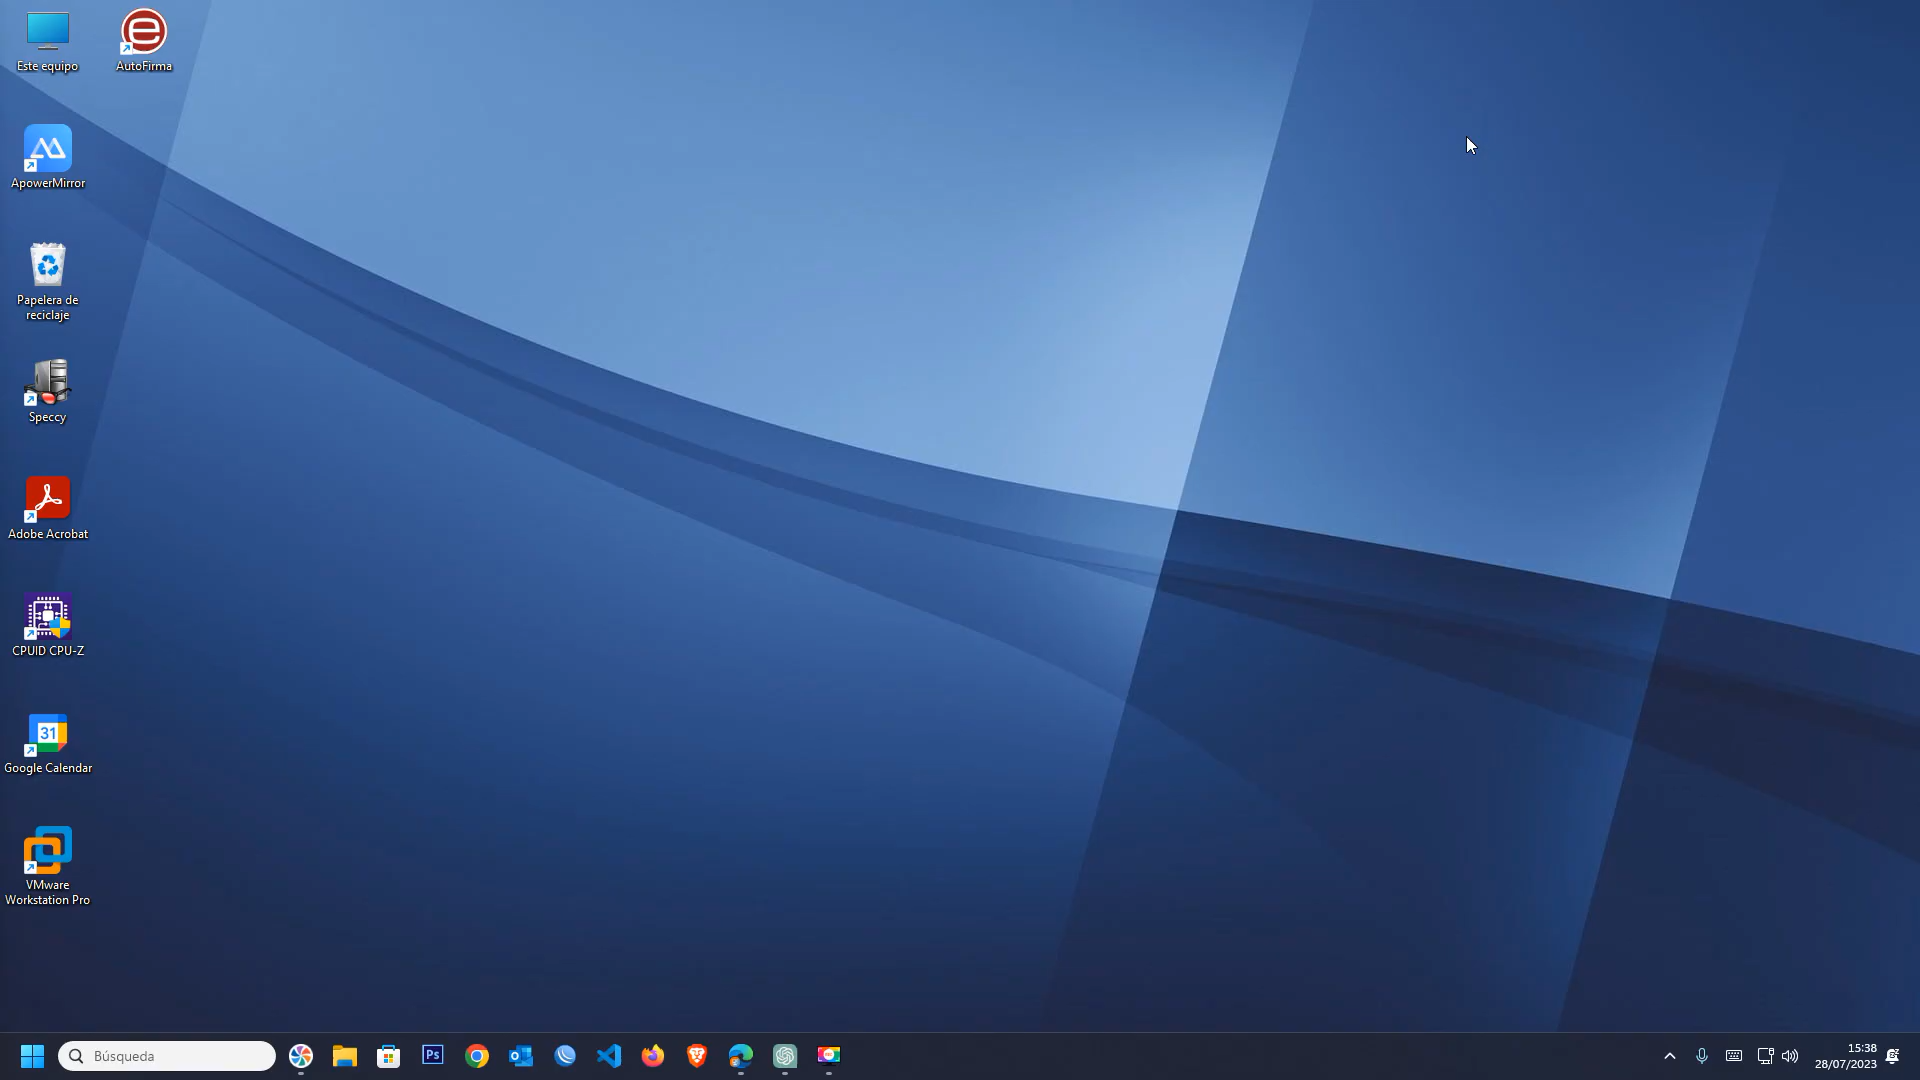 Este equipo
AutoFirma
ApowerMirror
Papelera de
reciclaje
Speccy
Adobe Acrobat
CPUID CPU-Z
31
Google Calendar
VMware
Workstation Pro
Búsqueda
Ps
15:38
28/07/2023